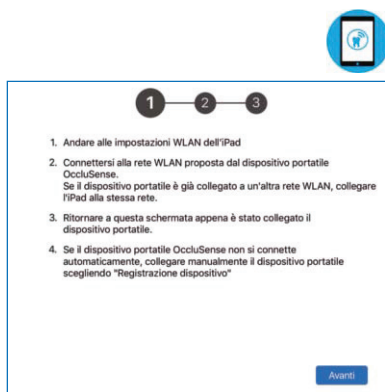 1 2 3
1. Andare alle impostazioni WLAN dell'iPad
2. Connettersi alla rete WLAN proposta dal dispositivo portatile
OccluSense.
Se il dispositivo portatile è già collegato a un'altra rete WLAN, collegare
l'iPad alla stessa rete.
3. Ritornare a questa schermata appena è stato collegato il
dispositivo portatile.
4. Se il dispositivo portatile OccluSense non si connette
automaticamente, collegare manualmente il dispositivo portatile
scegliendo "Registrazione dispositivo"
Avanti